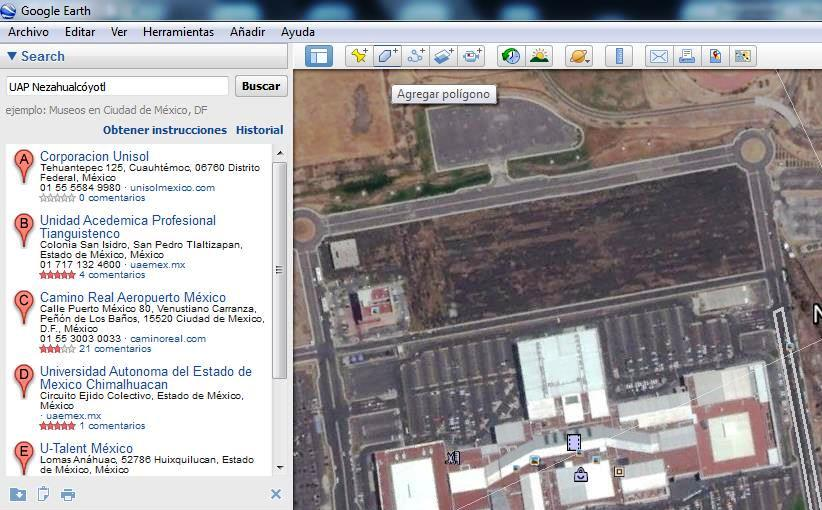 Google Earth
Archivo Editar Ver Herramientas Añadir Ayuda
Search
UAP Nezahualcóyotl Buscar
ejemplo: Museos en Ciudad de México, DF
Obtener instrucciones Historial
Agregar polígono
A
Corporacion Unisol
Tehuantepec 125, Cuauhtémoc, 06760 Distrito
Federal, México
01 55 5584 9980 · unisolmexico.com
0 comentarios
B
Unidad Acedemica Profesional
Tianguistenco
Colonia San Isidro, San Pedro Tlaltizapan,
Estado de México, México
01 717 132 4600 · uaemex.mx
4 comentarios
C
Camino Real Aeropuerto México
Calle Puerto México 80, Venustiano Carranza,
Peñón de Los Baños, 15520 Ciudad de Mexico,
D.F., México
01 55 3003 0033 · caminoreal.com
21 comentarios
D
Universidad Autonoma del Estado de
Mexico Chimalhuacan
Circuito Ejido Colectivo, Estado de México,
México
· uaemex.mx
1 comentarios
E
U-Talent México
Lomas Anáhuac, 52786 Huixquilucan, Estado
de México, México
N